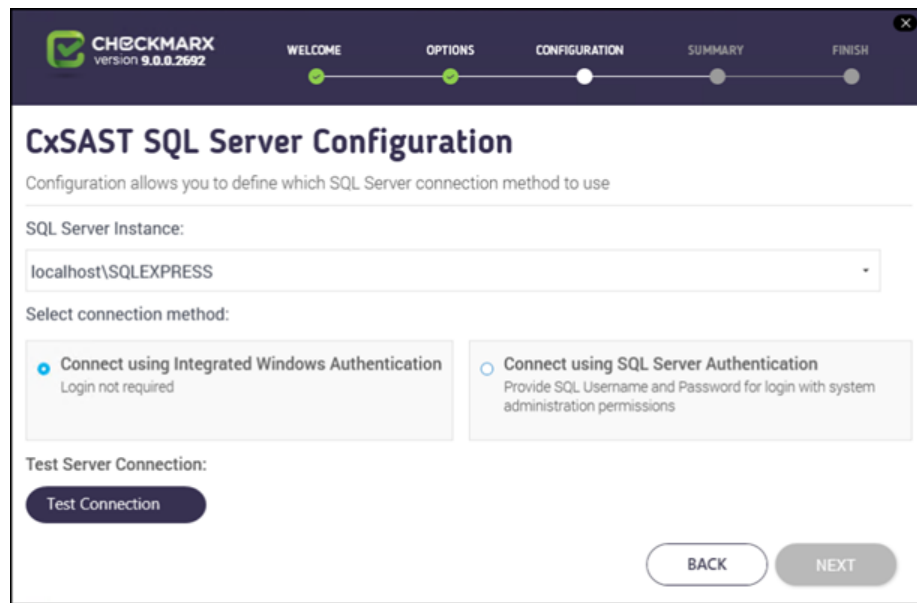 CHECKMARX
version 9.0.0.2692
WELCOME OPTIONS CONFIGURATION SUMMARY FINISH
CxSAST SQL Server Configuration
Configuration allows you to define which SQL Server connection method to use
SQL Server Instance:
localhost\SQLEXPRESS
Select connection method:
Connect using Integrated Windows Authentication
Login not required
Connect using SQL Server Authentication
Provide SQL Username and Password for login with system
administration permissions
Test Server Connection:
Test Connection
BACK NEXT